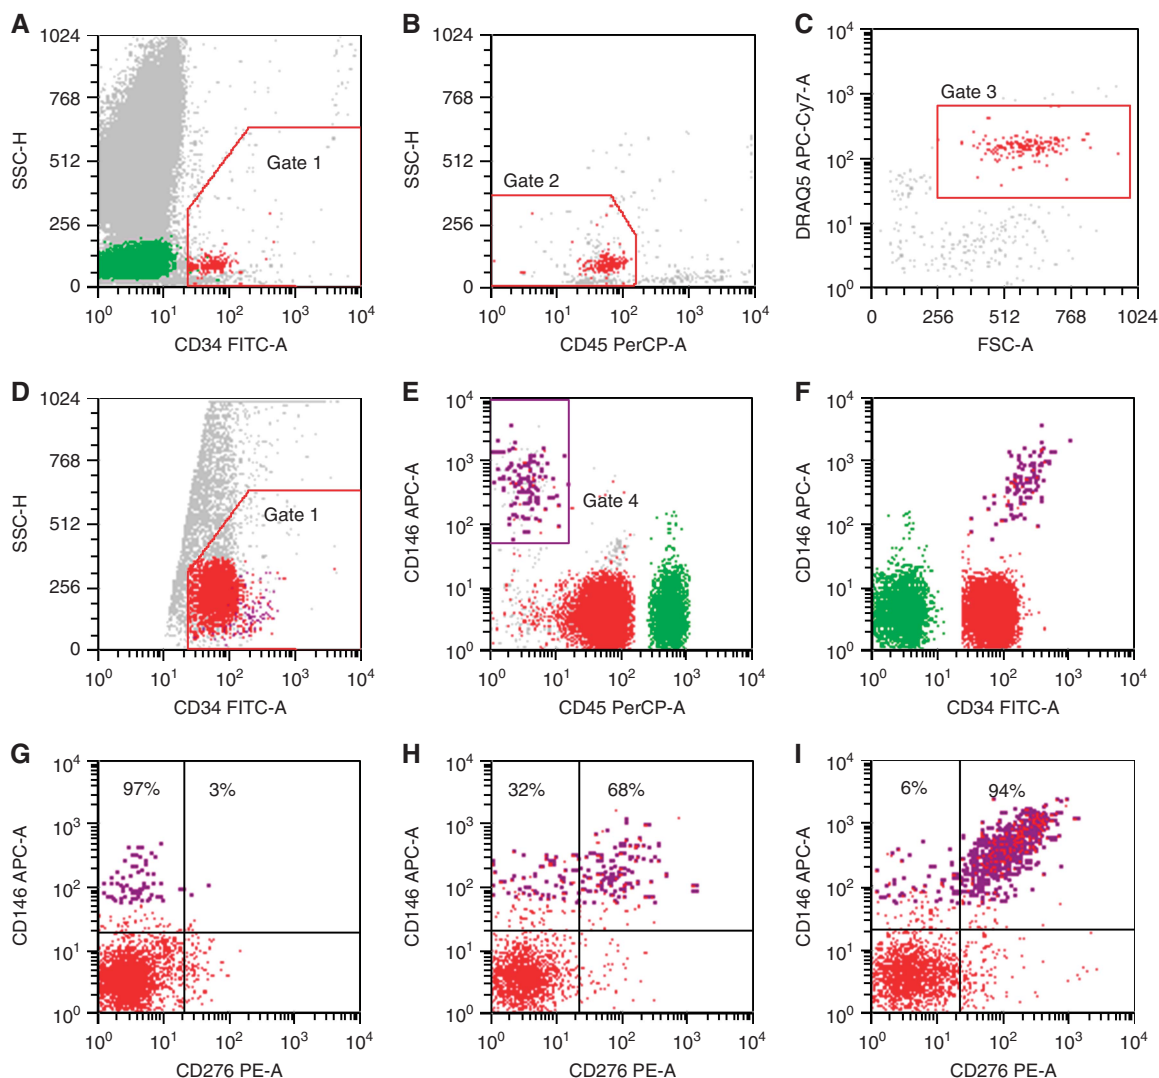 A
1024
768
512
256
0
SSC-H
Gate 1
10^0 10^1 10^2 10^3 10^4
CD34 FITC-A
B
1024
768
512
256
0
SSC-H
Gate 2
10^0 10^1 10^2 10^3 10^4
CD45 PerCP-A
C
10^4
10^3
10^2
10^1
10^0
DRAQ5 APC-Cy7-A
Gate 3
0 256 512 768 1024
FSC-A
D
1024
768
512
256
0
SSC-H
Gate 1
10^0 10^1 10^2 10^3 10^4
CD34 FITC-A
E
10^4
10^3
10^2
10^1
10^0
CD146 APC-A
Gate 4
10^0 10^1 10^2 10^3 10^4
CD45 PerCP-A
F
10^4
10^3
10^2
10^1
10^0
CD146 APC-A
10^0 10^1 10^2 10^3 10^4
CD34 FITC-A
G
10^4
10^3
10^2
10^1
10^0
CD146 APC-A
97% 3%
10^0 10^1 10^2 10^3 10^4
CD276 PE-A
H
10^4
10^3
10^2
10^1
10^0
CD146 APC-A
32% 68%
10^0 10^1 10^2 10^3 10^4
CD276 PE-A
I
10^4
10^3
10^2
10^1
10^0
CD146 APC-A
6% 94%
10^0 10^1 10^2 10^3 10^4
CD276 PE-A